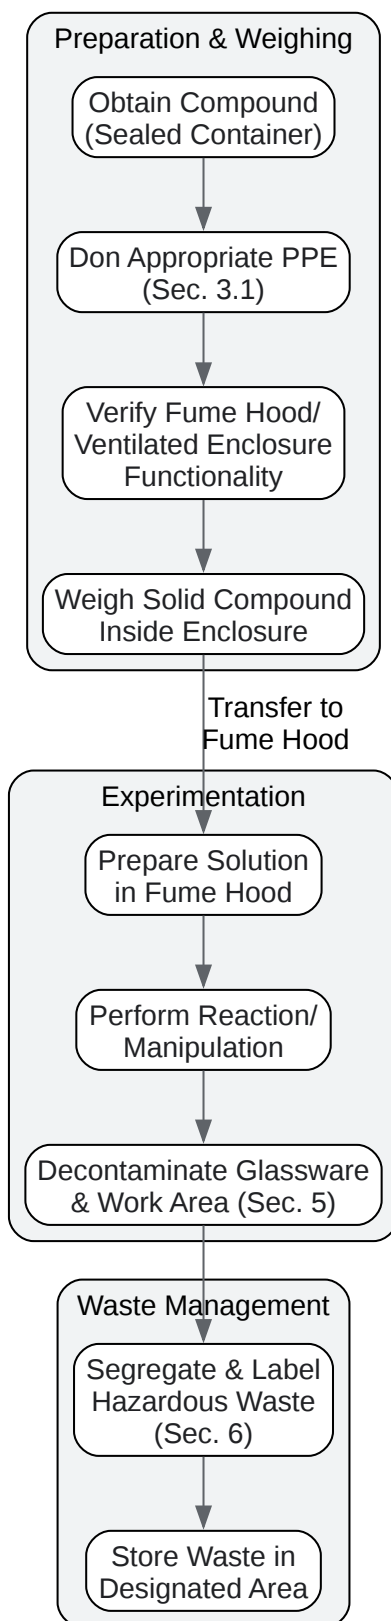 Preparation & Weighing
Obtain Compound
(Sealed Container)
Don Appropriate PPE
(Sec. 3.1)
Verify Fume Hood/
Ventilated Enclosure
Functionality
Weigh Solid Compound
Inside Enclosure
Transfer to
Fume Hood
Experimentation
Prepare Solution
in Fume Hood
Perform Reaction/
Manipulation
Decontaminate Glassware
& Work Area (Sec. 5)
Waste Management
Segregate & Label
Hazardous Waste
(Sec. 6)
Store Waste in
Designated Area